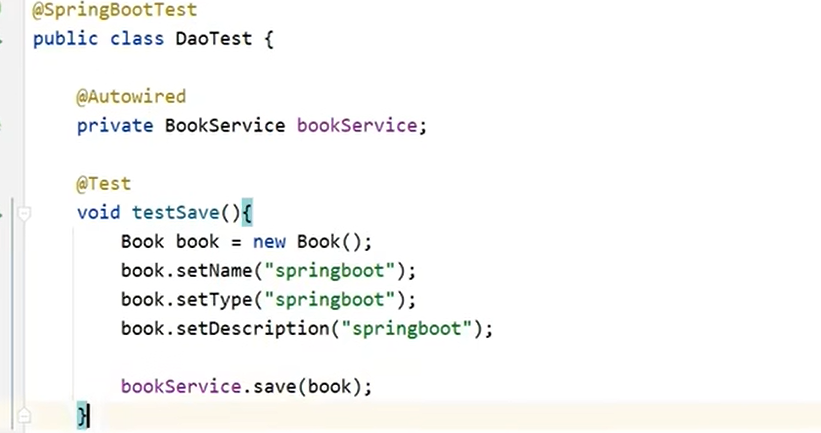 @SpringBootTest
public class DaoTest {
@Autowired
private BookService bookService;
@Test
void testSave(){
Book book = new Book();
book.setName("springboot");
book.setType("springboot");
book.setDescription("springboot");
bookService.save(book);
}